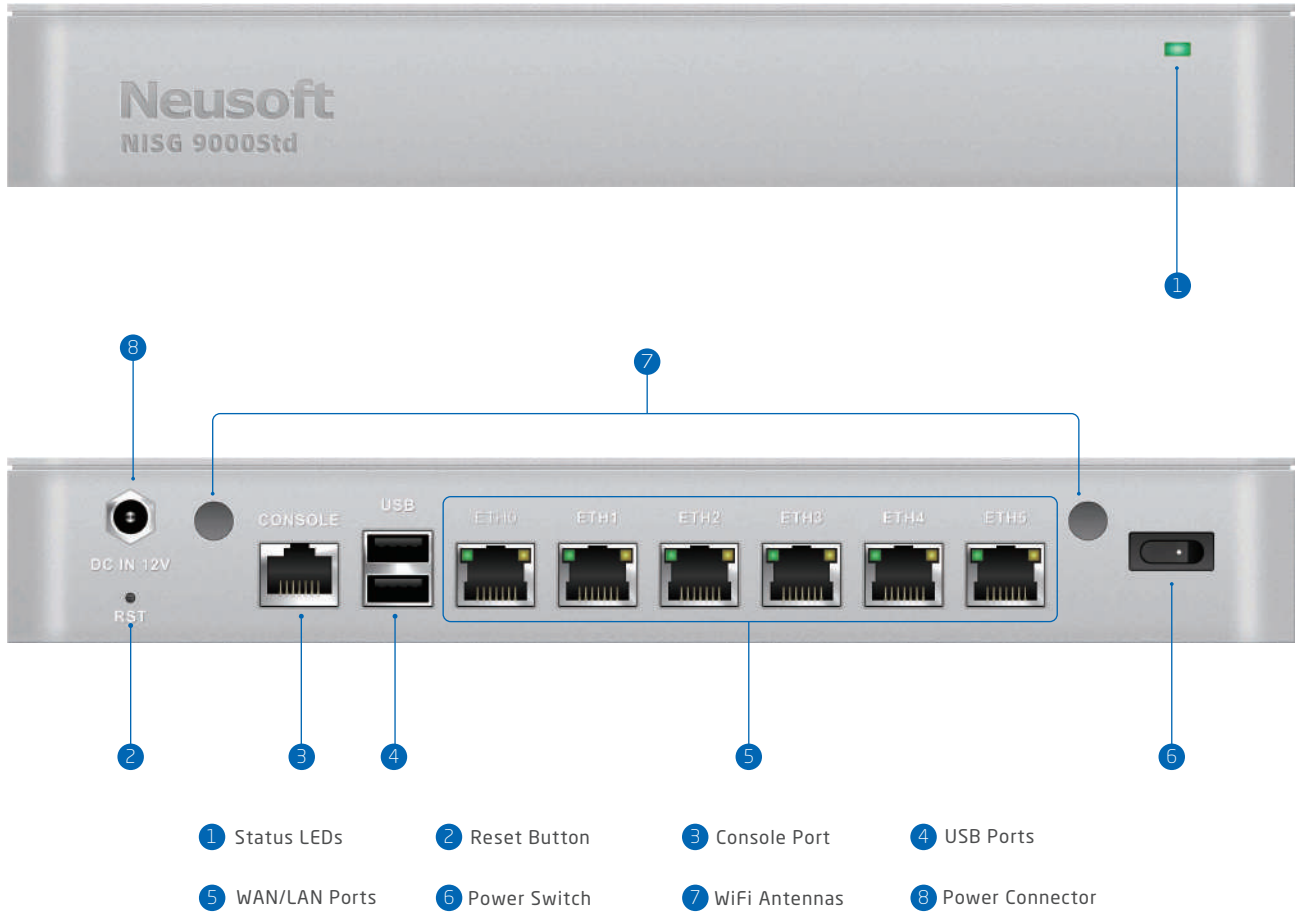 Neusoft
NISG 9000Std
1
8
7
USB
CONSOLE
ETH0 ETH1 ETH2 ETH3 ETH4 ETH5
DC IN 12V
RST
2 3 4 5 6
1 Status LEDs 2 Reset Button 3 Console Port 4 USB Ports
5 WAN/LAN Ports 6 Power Switch 7 WiFi Antennas 8 Power Connector